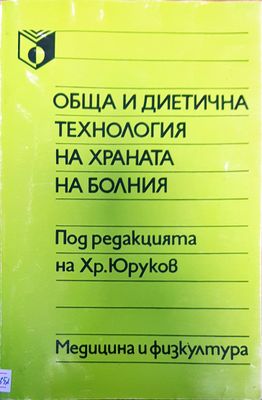 ОБЩА И ДИЕТИЧНА
ТЕХНОЛОГИЯ
НА ХРАНАТА
НА БОЛНИЯ
Под редакцията
на Хр. Юруков
Медицина и физкултура